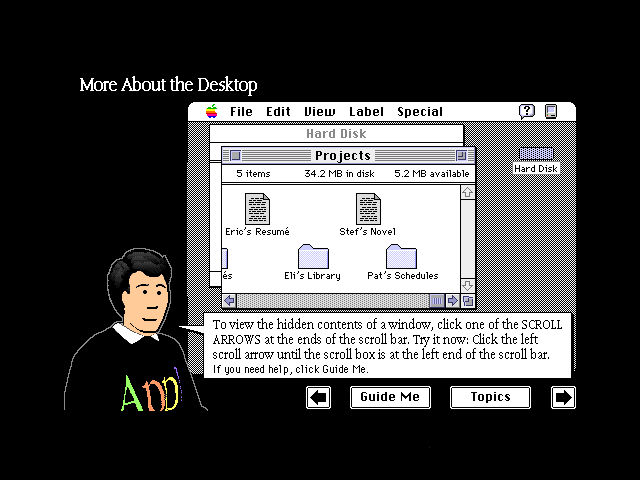 More About the Desktop
File Edit View Label Special
Hard Disk
Projects
5 items 34.2 MB in disk 5.2 MB available
Hard Disk
Eric's Resumé Stef's Novel
és Eli's Library Pat's Schedules
To view the hidden contents of a window, click one of the SCROLL
ARROWS at the ends of the scroll bar. Try it now: Click the left
scroll arrow until the scroll box is at the left end of the scroll bar.
If you need help, click Guide Me.
Appl
Guide Me Topics